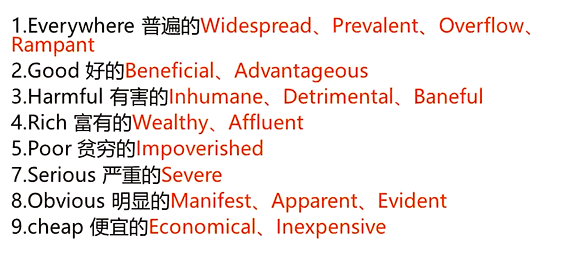 1.Everywhere 普遍的Widespread、Prevalent、Overflow、
Rampant
2.Good 好的Beneficial、Advantageous
3.Harmful 有害的Inhumane、Detrimental、Baneful
4.Rich 富有的Wealthy、Affluent
5.Poor 贫穷的Impoverished
7.Serious 严重的Severe
8.Obvious 明显的Manifest、Apparent、Evident
9.cheap 便宜的Economical、Inexpensive